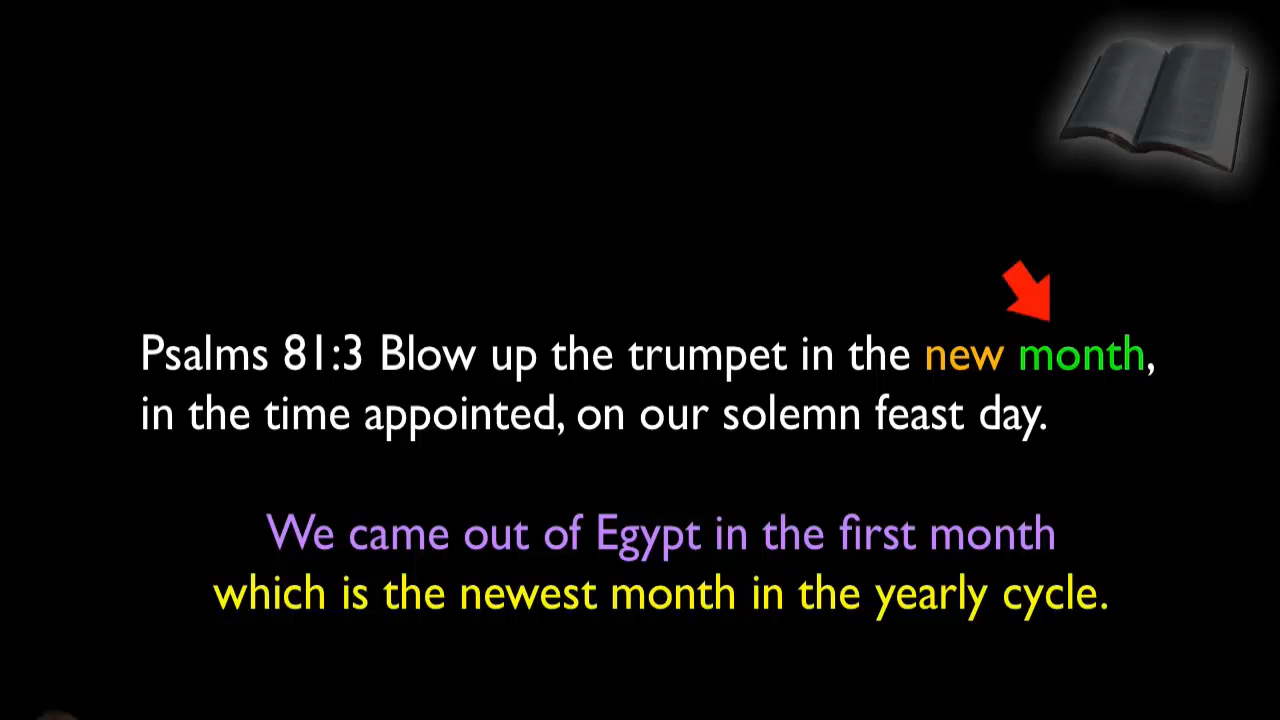 Psalms 81:3 Blow up the trumpet in the new month,
in the time appointed, on our solemn feast day.
We came out of Egypt in the first month
which is the newest month in the yearly cycle.